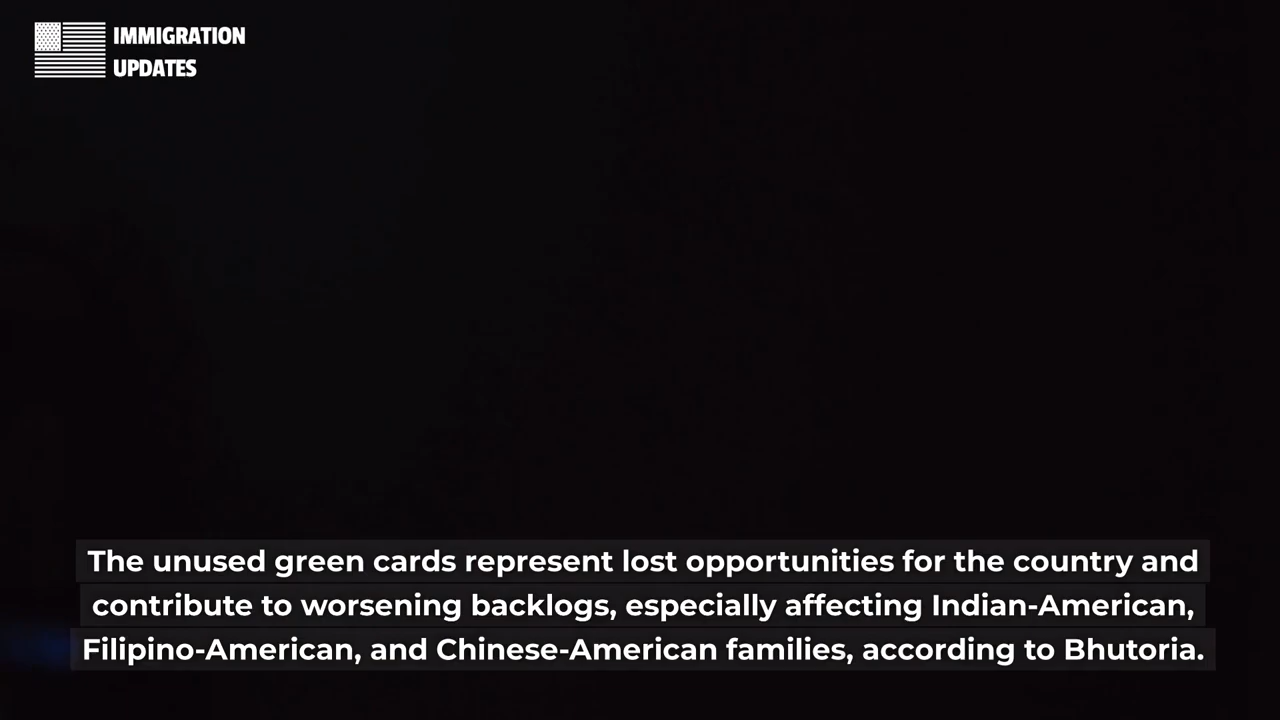 IMMIGRATION
UPDATES
The unused green cards represent lost opportunities for the country and
contribute to worsening backlogs, especially affecting Indian-American,
Filipino-American, and Chinese-American families, according to Bhutoria.